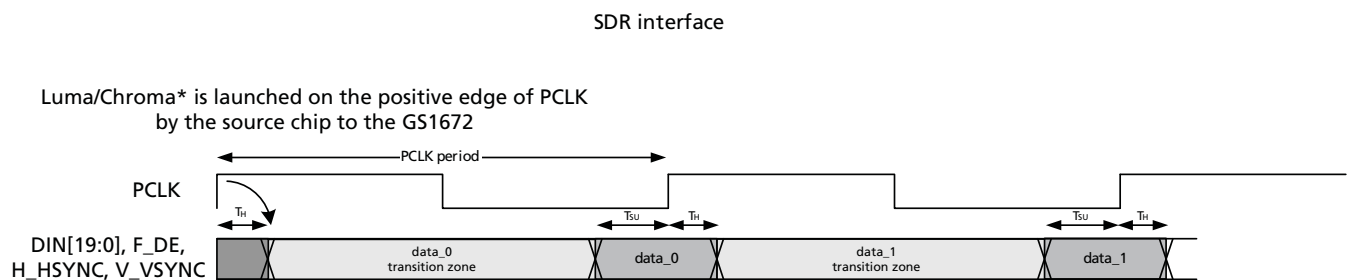 SDR interface
Luma/Chroma* is launched on the positive edge of PCLK
by the source chip to the GS1672
PCLK period
PCLK
TH
TSU
TH
TSU
TH
DIN[19:0], F_DE,
H_HSYNC, V_VSYNC
data_0
transition zone
data_0
data_1
transition zone
data_1